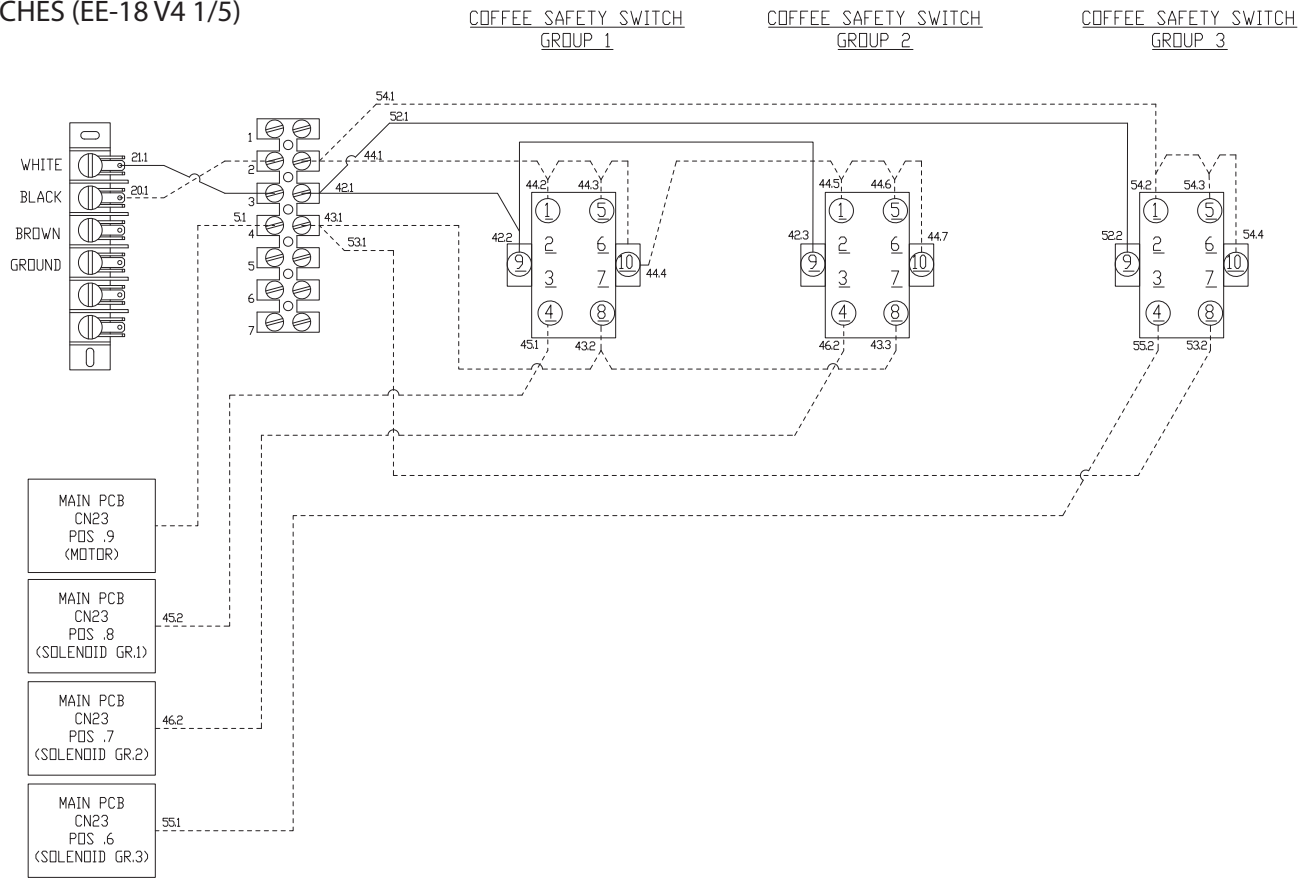 CHES (EE-18 V4 1/5)
COFFEE SAFETY SWITCH
GROUP 1
COFFEE SAFETY SWITCH
GROUP 2
COFFEE SAFETY SWITCH
GROUP 3
54.1
52.1
1
WHITE
21.1
44.1
2
BLACK
20.1
42.1
3
44.2
44.3
44.5
44.6
54.2
54.3
BROWN
5.1
43.1
4
53.1
GROUND
5
6
7
42.2
1
5
2
6
9
10
3
7
4
8
44.4
45.1
43.2
42.3
1
5
2
6
44.7
9
10
3
7
4
8
46.2
43.3
52.2
1
5
2
6
54.4
9
10
3
7
4
8
55.2
53.2
MAIN PCB
CN23
POS .9
(MOTOR)
MAIN PCB
CN23
POS .8
(SOLENOID GR.1)
45.2
MAIN PCB
CN23
POS .7
(SOLENOID GR.2)
46.2
MAIN PCB
CN23
POS .6
(SOLENOID GR.3)
55.1